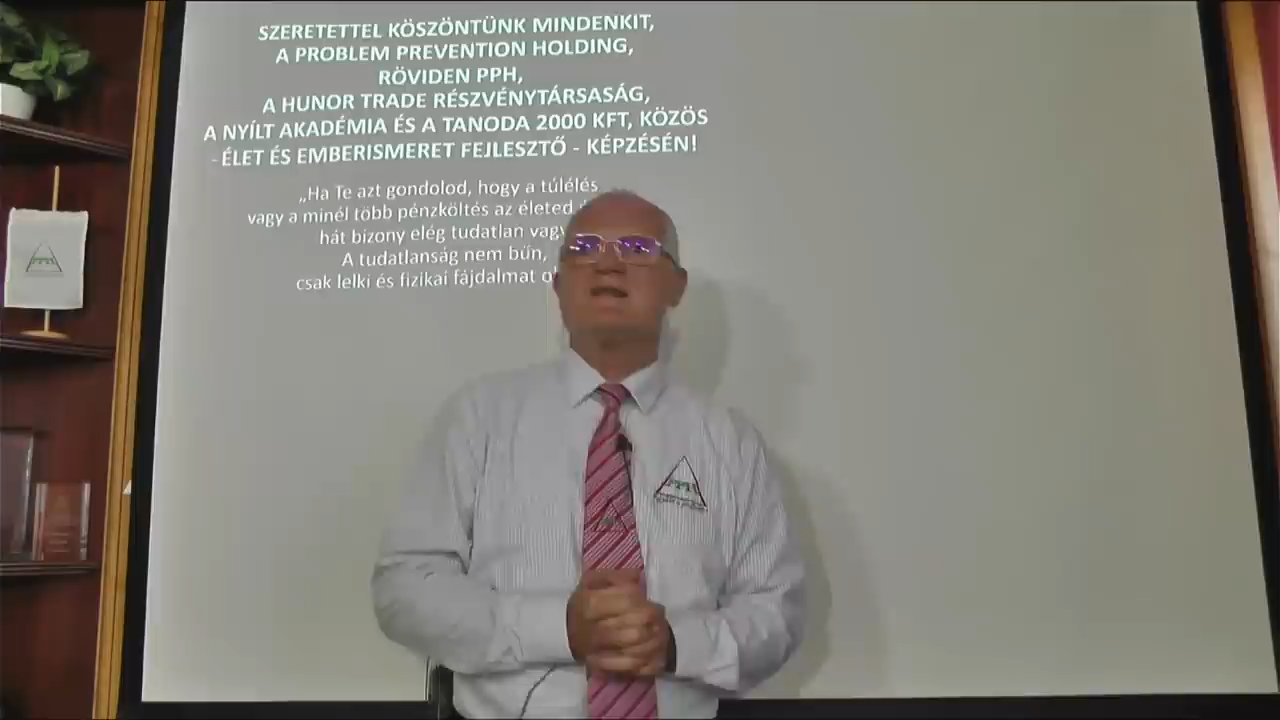 SZERETETTEL KÖSZÖNTÜNK MINDENKIT,
A PROBLEM PREVENTION HOLDING,
RÖVIDEN PPH,
A HUNOR TRADE RÉSZVÉNYTÁRSASÁG,
A NYÍLT AKADÉMIA ÉS A TANODA 2000 KFT, KÖZÖS
- ÉLET ÉS EMBERISMERET FEJLESZTŐ - KÉPZÉSÉN!
„Ha Te azt gondolod, hogy a túlélés
vagy a minél több pénzköltés az életed
hát bizony elég tudatlan vagy
A tudatlanság nem bűn,
csak lelki és fizikai fájdalmat